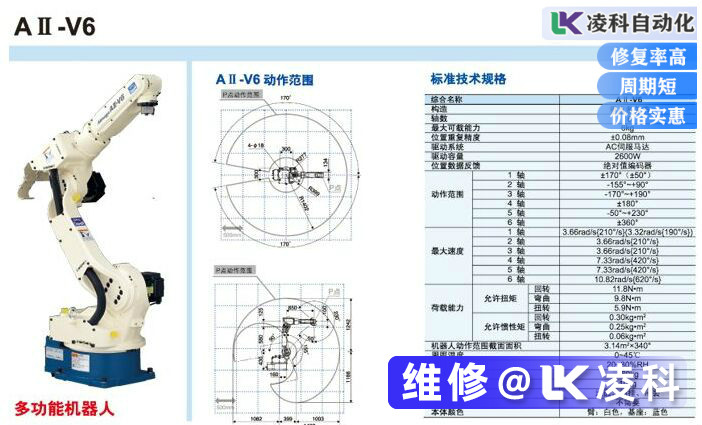 AⅡ-V6
LK 凌科自动化
修复率高
周期短
价格实惠
AⅡ-V6 动作范围
P点动作范围
170°
4-φ18
300
R377
134
300
P点
R369
R1402
500mm
170°
P点动作范围
P点
650
1242
430
160
1166
500mm
1062
399
1003
标准技术规格
综合名称 AⅡ-V6
构造
轴数
最大可载能力 6kg
位置重复精度 ±0.08mm
驱动系统 AC伺服马达
驱动容量 2600W
位置数据反馈 绝对值编码器
动作范围
1 轴 ±170°（±50°）
2 轴 -155°~+90°
3 轴 -170°~+190°
4 轴 ±180°
5 轴 -50°~+230°
6 轴 ±360°
最大速度
1 轴 3.66rad/s{210°/s}(3.32rad/s{190°/s})
2 轴 3.66rad/s{210°/s}
3 轴 3.66rad/s{210°/s}
4 轴 7.33rad/s{420°/s}
5 轴 7.33rad/s{420°/s}
6 轴 10.82rad/s{620°/s}
荷载能力
允许扭矩
回转 11.8N•m
弯曲 9.8N•m
扭转 5.9N•m
允许惯性矩
回转 0.30kg•m²
弯曲 0.25kg•m²
扭转 0.06kg•m²
机器人动作范围截面面积 3.14m²×340°
0~45℃
本体颜色 臂：白色，基座：蓝色
维修@LK凌科
多功能机器人